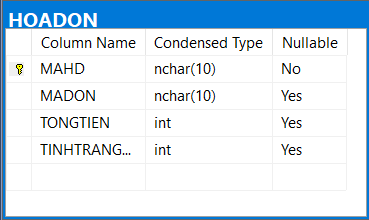 HOADON
Column Name Condensed Type Nullable
MAHD nchar(10) No
MADON nchar(10) Yes
TONGTIEN int Yes
TINHTRANG... int Yes